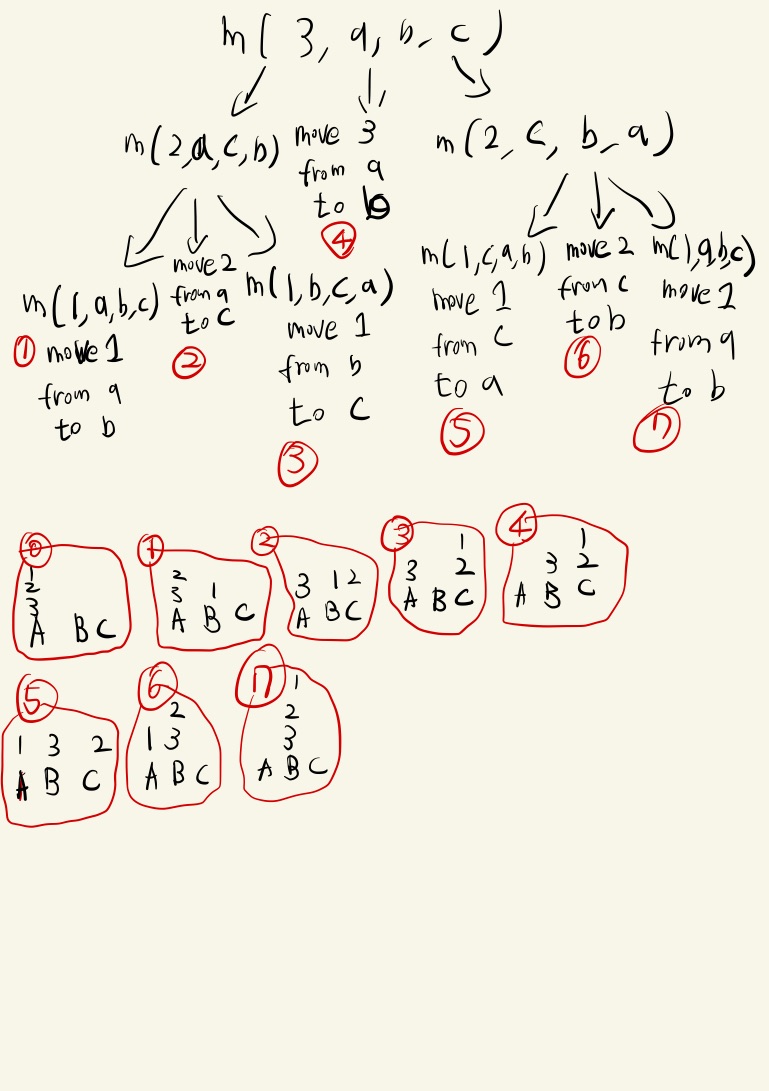 m( 3, a, b, c )
m(2,a,c,b)
move 3
from a
to b
④
m(2, c, b, a)
m(1,a,b,c)
① move 1
from a
to b
move 2
from a
to c
②
m(1,b,c,a)
move 1
from b
to c
③
m(1,c,a,b)
move 1
from c
to a
⑤
move 2
from c
to b
⑥
m(1,a,b,c)
move 1
from a
to b
⑦
⓪
1
2
3
A B C
①
2
3 1
A B C
②
3 1 2
A B C
③
1
3 2
A B C
④
1
3 2
A B C
⑤
1 3 2
A B C
⑥
2
1 3
A B C
⑦
1
2
3
A B C